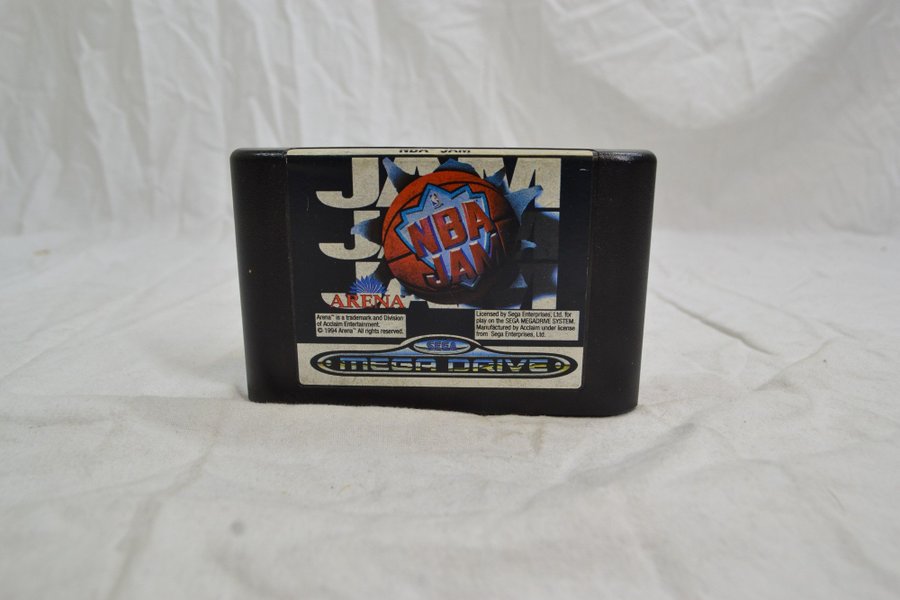 NBA JAM
JAM
JAM
JAM
NBA
JAM
ARENA
Arena™ is a trademark and Division
of Acclaim Entertainment.
© 1994 Arena™ All rights reserved.
Licensed by Sega Enterprises, Ltd. for
play on the SEGA MEGADRIVE SYSTEM.
Manufactured by Acclaim under license
from Sega Enterprises, Ltd.
SEGA
MEGA DRIVE